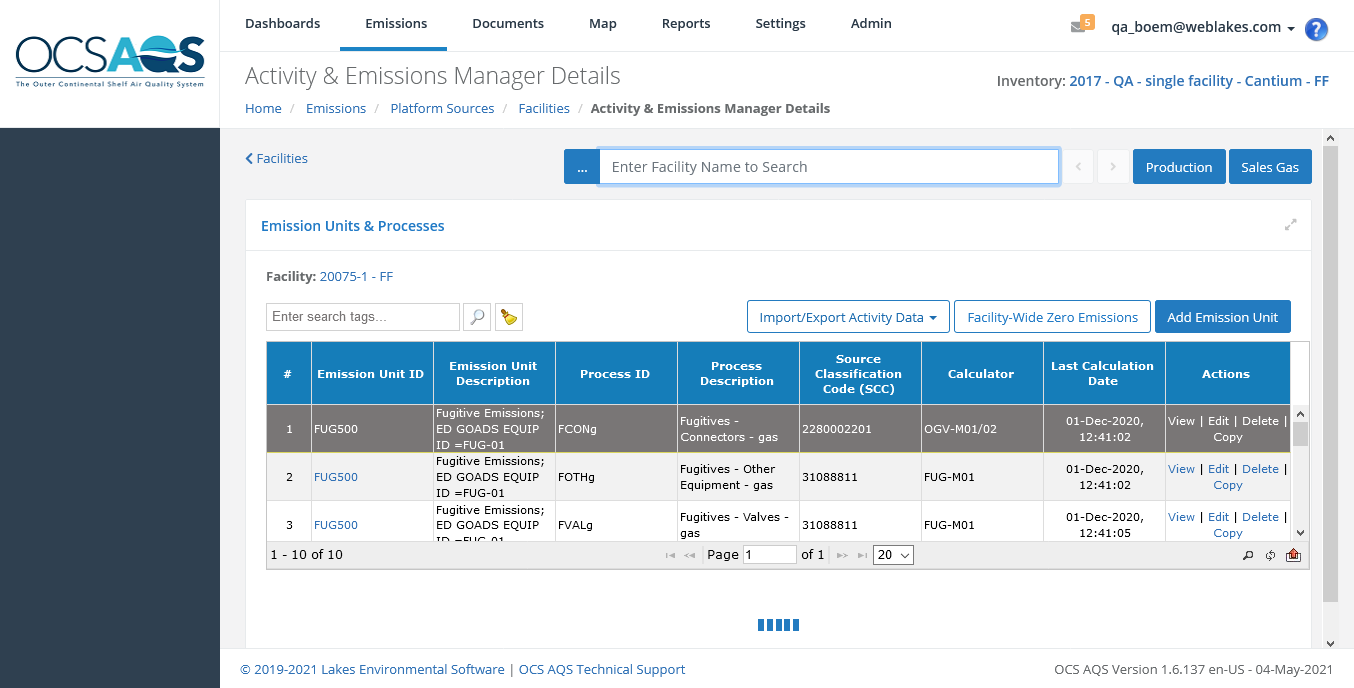 Dashboards Emissions Documents Map Reports Settings Admin 5 qa_boem@weblakes.com ?
OCSAQS
The Outer Continental Shelf Air Quality System
Activity & Emissions Manager Details
Inventory: 2017 - QA - single facility - Cantium - FF
Home / Emissions / Platform Sources / Facilities / Activity & Emissions Manager Details
Facilities
... Enter Facility Name to Search Production Sales Gas
Emission Units & Processes
Facility: 20075-1 - FF
Enter search tags... Import/Export Activity Data Facility-Wide Zero Emissions Add Emission Unit
# Emission Unit ID Emission Unit Description Process ID Process Description Source Classification Code (SCC) Calculator Last Calculation Date Actions
1 FUG500 Fugitive Emissions; ED GOADS EQUIP ID =FUG-01 FCONg Fugitives - Connectors - gas 2280002201 OGV-M01/02 01-Dec-2020, 12:41:02 View | Edit | Delete | Copy
2 FUG500 Fugitive Emissions; ED GOADS EQUIP ID =FUG-01 FOTHg Fugitives - Other Equipment - gas 31088811 FUG-M01 01-Dec-2020, 12:41:02 View | Edit | Delete | Copy
3 FUG500 Fugitive Emissions; ED GOADS EQUIP ID =FUG-01 FVALg Fugitives - Valves - gas 31088811 FUG-M01 01-Dec-2020, 12:41:05 View | Edit | Delete | Copy
1 - 10 of 10 Page 1 of 1 20
© 2019-2021 Lakes Environmental Software | OCS AQS Technical Support OCS AQS Version 1.6.137 en-US - 04-May-2021